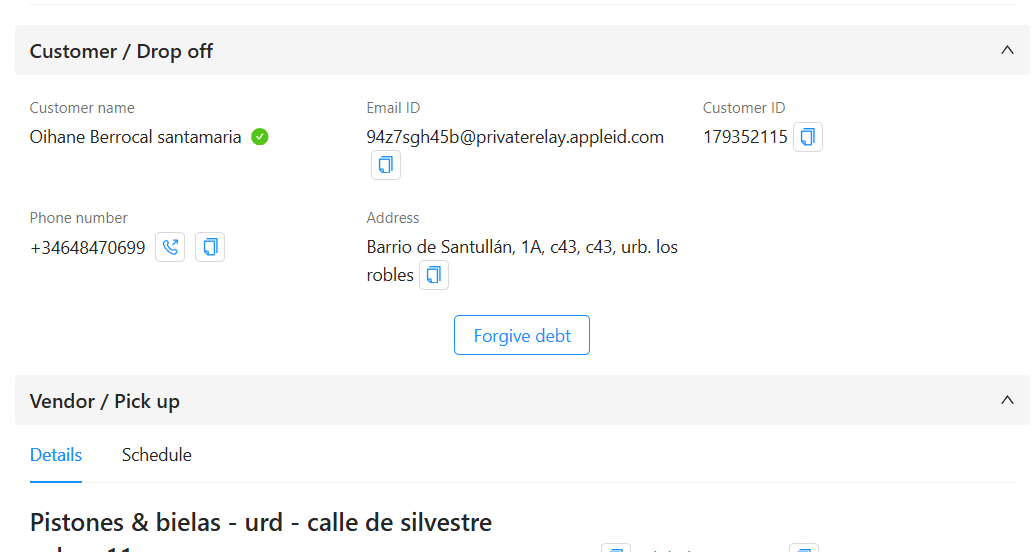 Customer / Drop off
Customer name
Email ID
Customer ID
Oihane Berrocal santamaria
94z7sgh45b@privaterelay.appleid.com
179352115
Phone number
Address
+34648470699
Barrio de Santullán, 1A, c43, c43, urb. los
robles
Forgive debt
Vendor / Pick up
Details
Schedule
Pistones & bielas - urd - calle de silvestre